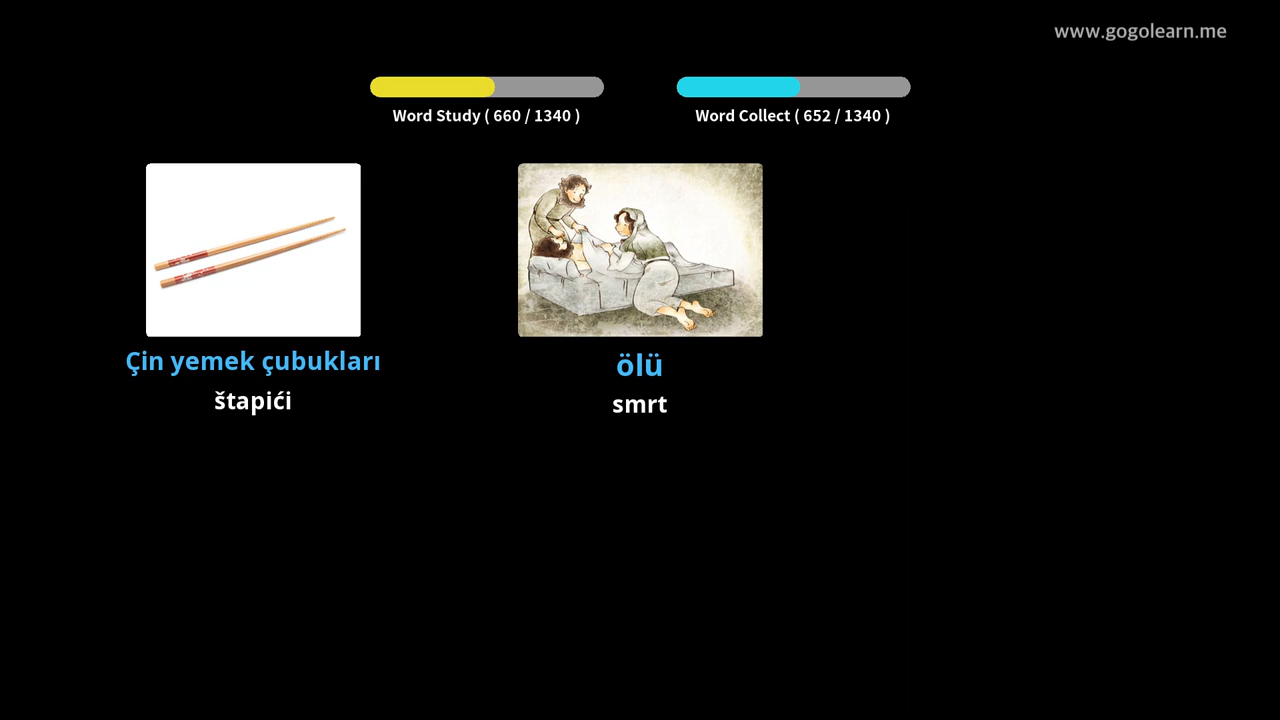 www.gogolearn.me
Word Study ( 660 / 1340 )
Word Collect ( 652 / 1340 )
Çin yemek çubukları
štapići
ölü
smrt